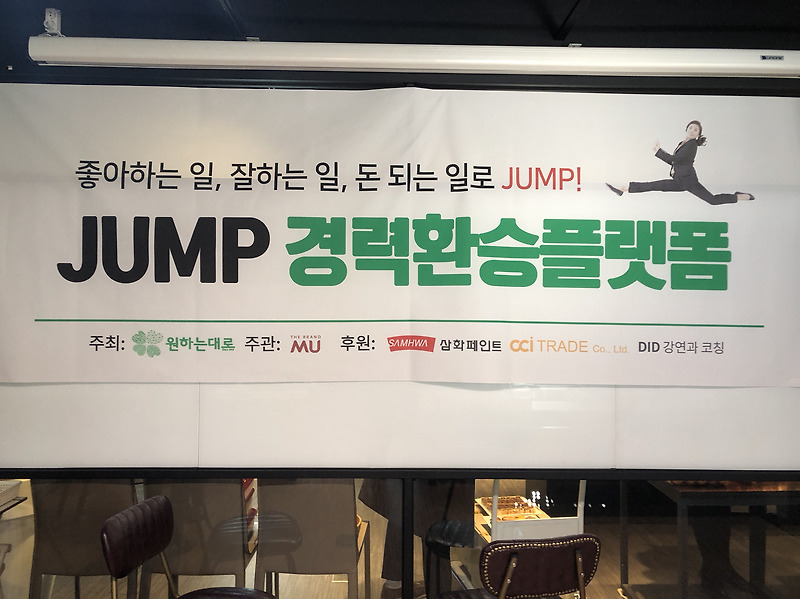 좋아하는 일, 잘하는 일, 돈 되는 일로 JUMP!
JUMP 경력환승플랫폼
주최: 원하는대로 주관: THE BRAND MU 후원: SAMHWA 삼화페인트 CCI TRADE Co., Ltd. DID 강연과 코칭